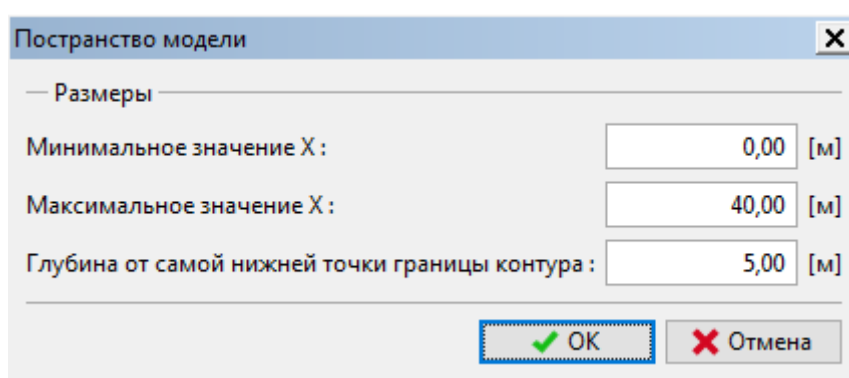 Постранство модели
Размеры
Минимальное значение X : 0,00 [м]
Максимальное значение X : 40,00 [м]
Глубина от самой нижней точки границы контура : 5,00 [м]
OK Отмена